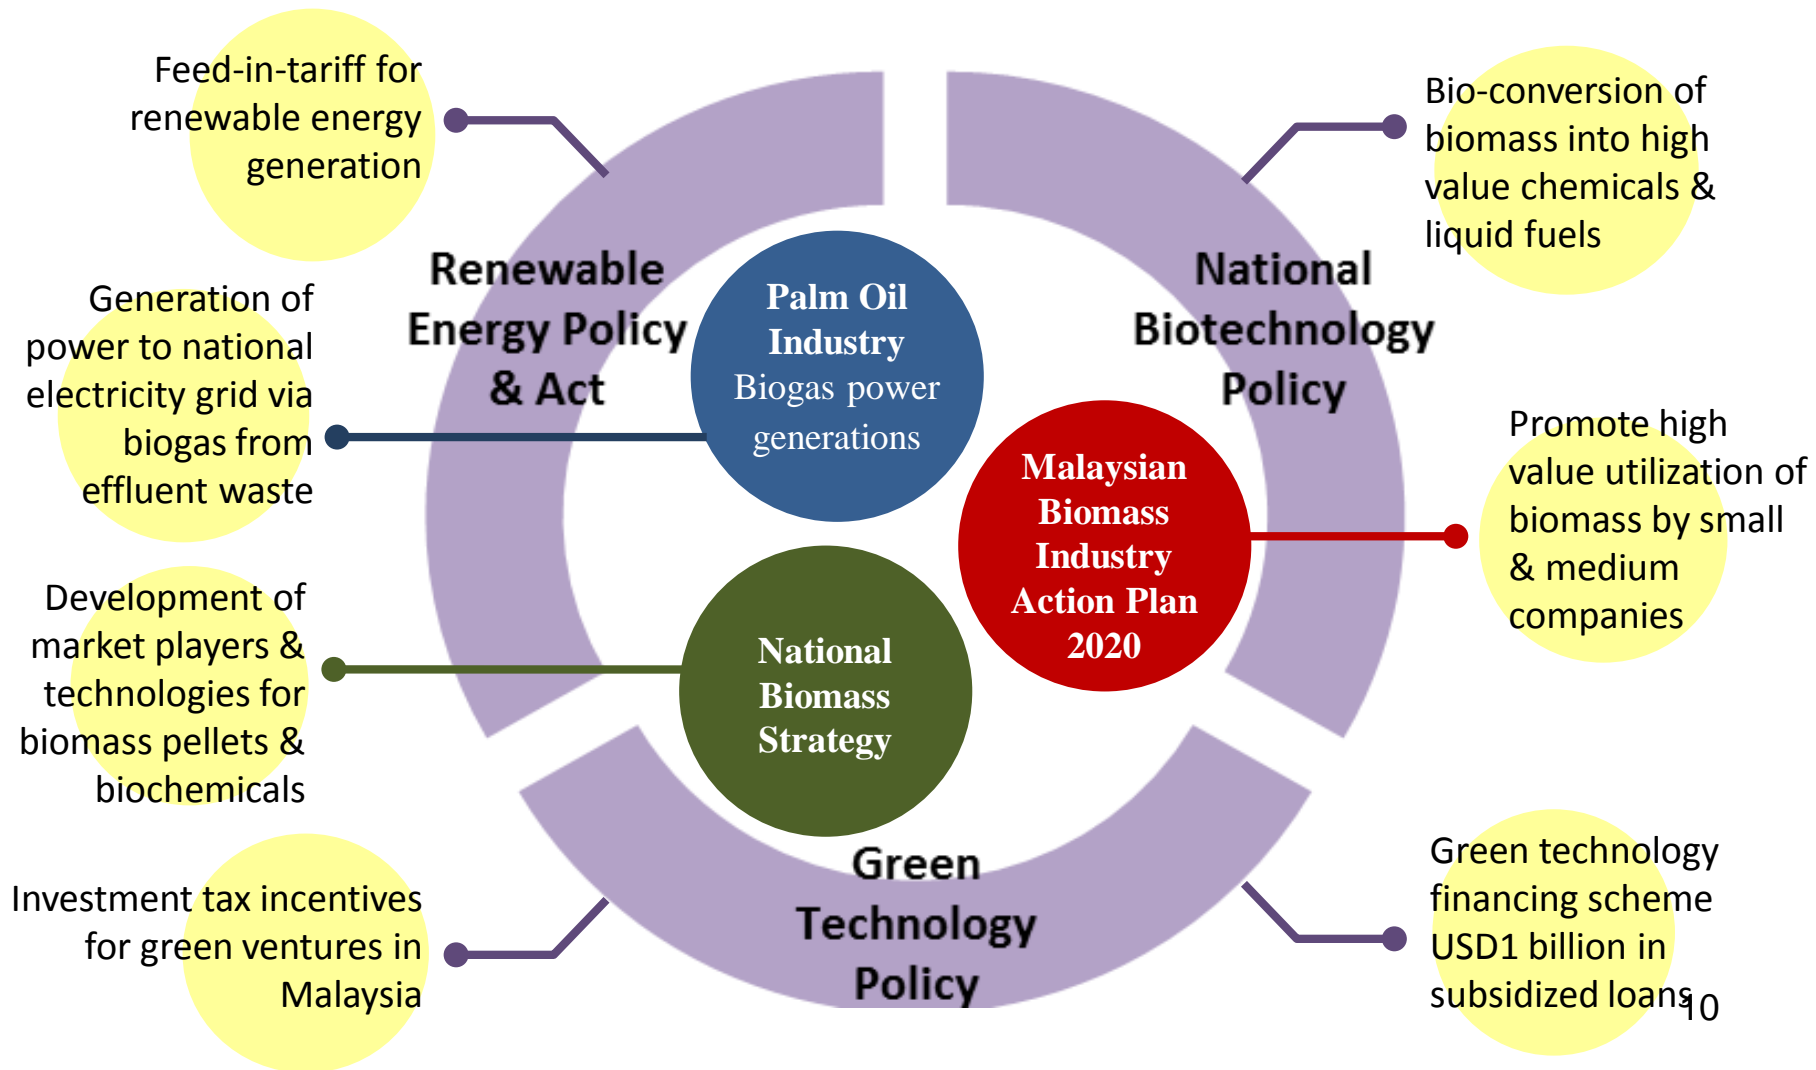 Feed-in-tariff for
renewable energy
generation
Generation of
power to national
electricity grid via
biogas from
effluent waste
Development of
market players &
technologies for
biomass pellets &
biochemicals
Investment tax incentives
for green ventures in
Malaysia
Renewable
Energy Policy
& Act
Palm Oil
Industry
Biogas power
generations
National
Biomass
Strategy
Malaysian
Biomass
Industry
Action Plan
2020
National
Biotechnology
Policy
Green
Technology
Policy
Bio-conversion of
biomass into high
value chemicals &
liquid fuels
Promote high
value utilization of
biomass by small
& medium
companies
Green technology
financing scheme
USD1 billion in
subsidized loans
10